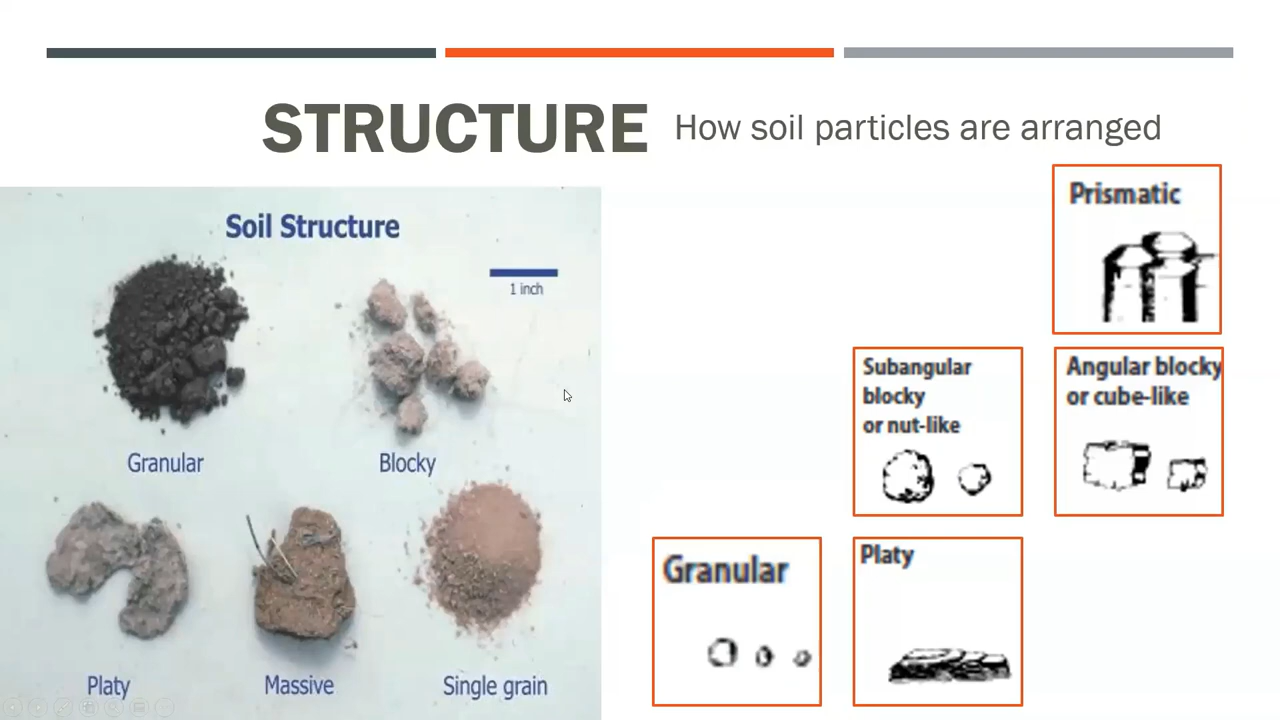 STRUCTURE How soil particles are arranged
Soil Structure
1 inch
Granular
Blocky
Platy
Massive
Single grain
Prismatic
Subangular
blocky
or nut-like
Angular blocky
or cube-like
Granular
Platy